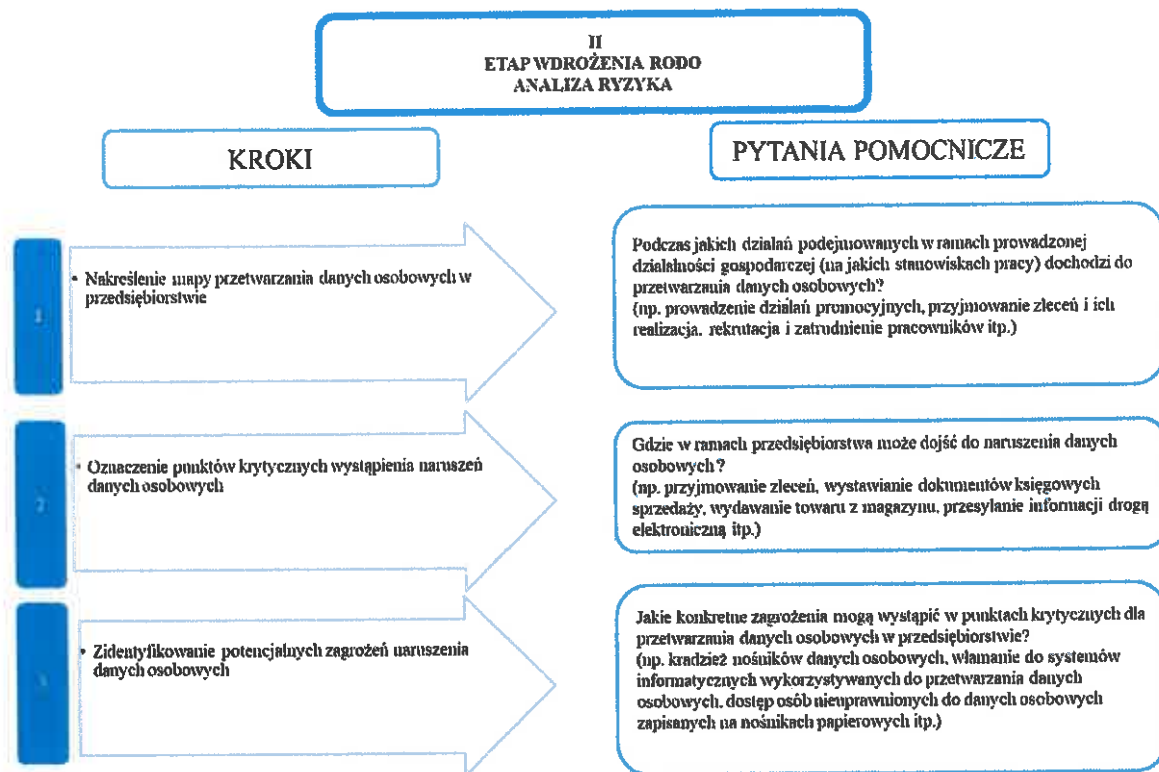 II
ETAP WDROŻENIA RODO
ANALIZA RYZYKA
KROKI
PYTANIA POMOCNICZE
1
• Nakreślenie mapy przetwarzania danych osobowych w
przedsiębiorstwie
Podczas jakich działań podejmowanych w ramach prowadzonej
działalności gospodarczej (na jakich stanowiskach pracy) dochodzi do
przetwarzania danych osobowych?
(np. prowadzenie działań promocyjnych, przyjmowanie zleceń i ich
realizacja, rekrutacja i zatrudnienie pracowników itp.)
2
• Oznaczenie punktów krytycznych wystąpienia naruszeń
danych osobowych
Gdzie w ramach przedsiębiorstwa może dojść do naruszenia danych
osobowych?
(np. przyjmowanie zleceń, wystawianie dokumentów księgowych
sprzedaży, wydawanie towaru z magazynu, przesyłanie informacji drogą
elektroniczną itp.)
3
• Zidentyfikowanie potencjalnych zagrożeń naruszenia
danych osobowych
Jakie konkretne zagrożenia mogą wystąpić w punktach krytycznych dla
przetwarzania danych osobowych w przedsiębiorstwie?
(np. kradzież nośników danych osobowych, włamanie do systemów
informatycznych wykorzystywanych do przetwarzania danych
osobowych, dostęp osób nieuprawnionych do danych osobowych
zapisanych na nośnikach papierowych itp.)